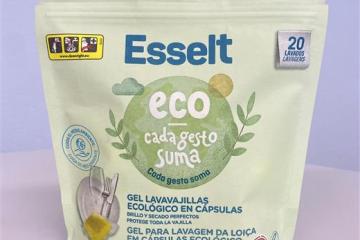 Esselt
20
LAVADOS
LAVAGENS
eco
cada gesto
suma
Cada gesto soma
GEL LAVAVAJILLAS
ECOLÓGICO EN CÁPSULAS
BRILLO Y SECADO PERFECTOS
PROTEGE TODA LA VAJILLA
GEL PARA LAVAGEM DA LOIÇA
EM CÁPSULAS ECOLÓGICO